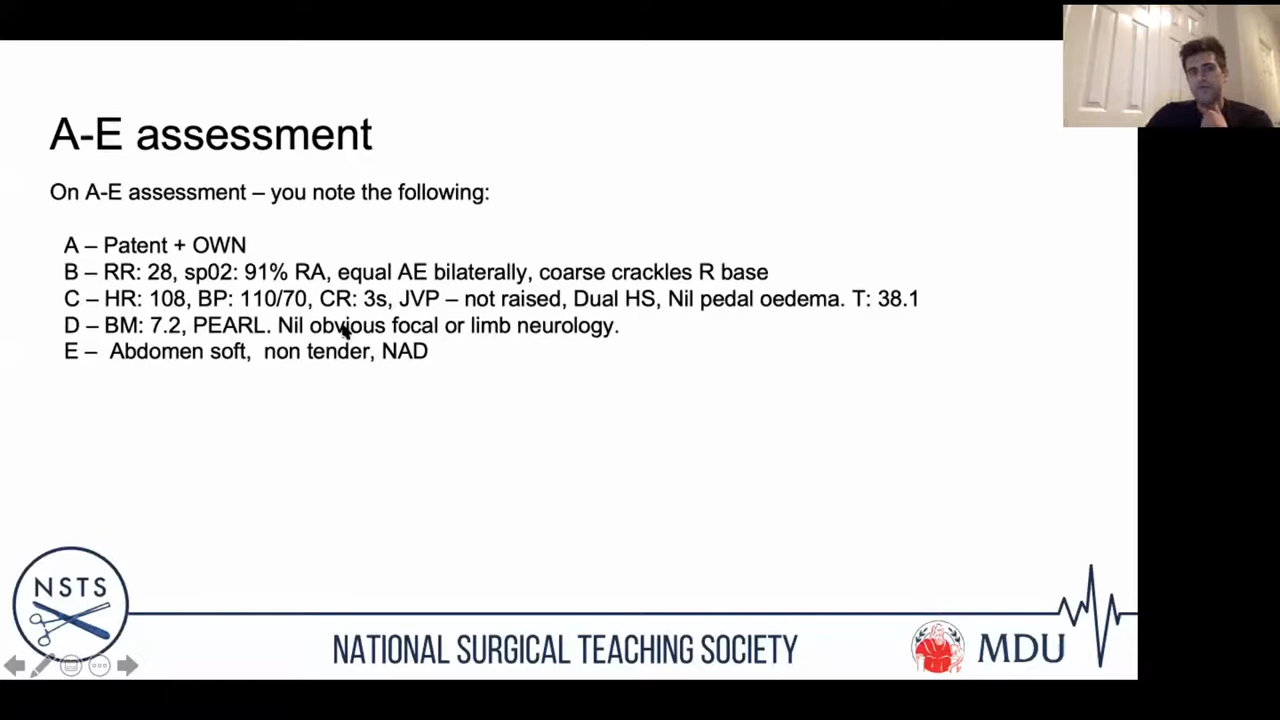 A-E assessment
On A-E assessment – you note the following:
A – Patent + OWN
B – RR: 28, sp02: 91% RA, equal AE bilaterally, coarse crackles R base
C – HR: 108, BP: 110/70, CR: 3s, JVP – not raised, Dual HS, Nil pedal oedema. T: 38.1
D – BM: 7.2, PEARL. Nil obvious focal or limb neurology.
E – Abdomen soft, non tender, NAD
NSTS
NATIONAL SURGICAL TEACHING SOCIETY
MDU